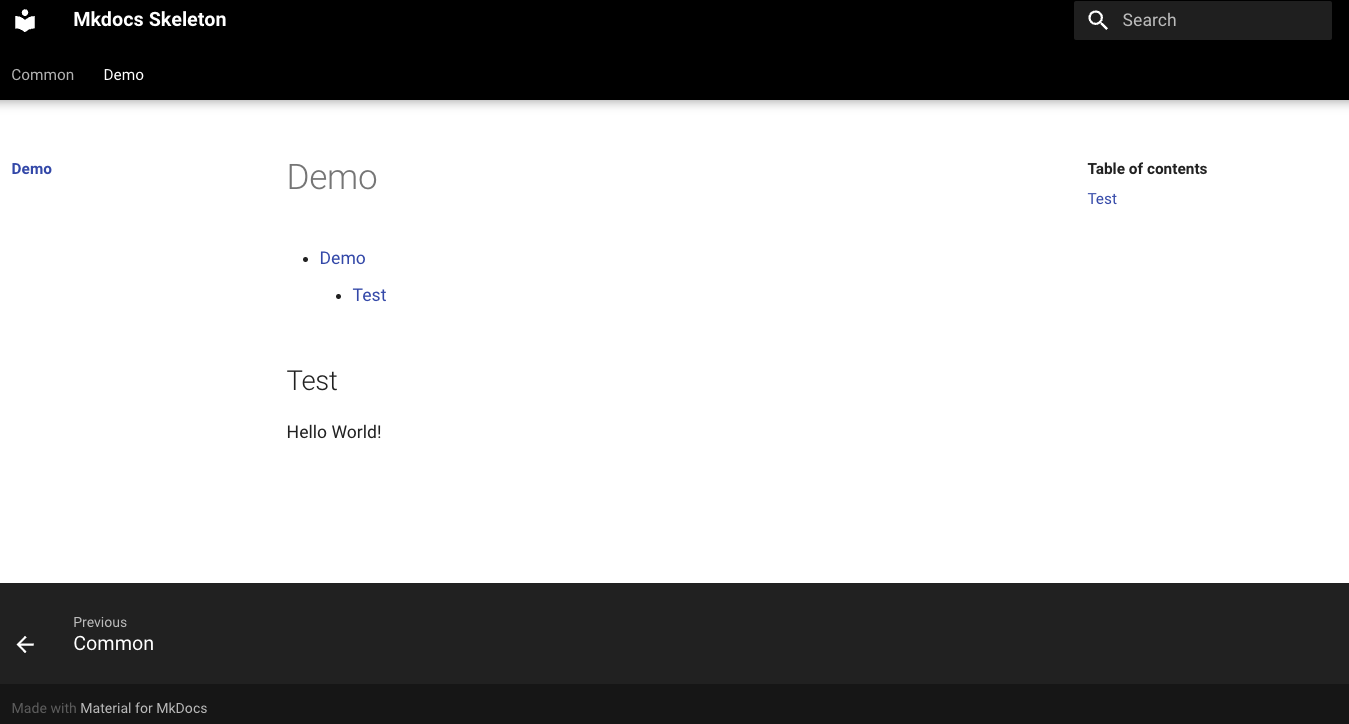 Mkdocs Skeleton
Search
Common
Demo
Demo
Demo
Demo
Test
Test
Hello World!
Table of contents
Test
Previous
Common
Made with Material for MkDocs